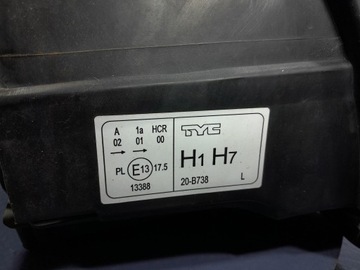 A 1a HCR
02 01 00
PL E13 17.5
13388
TYC
H1 H7
20-B738 L